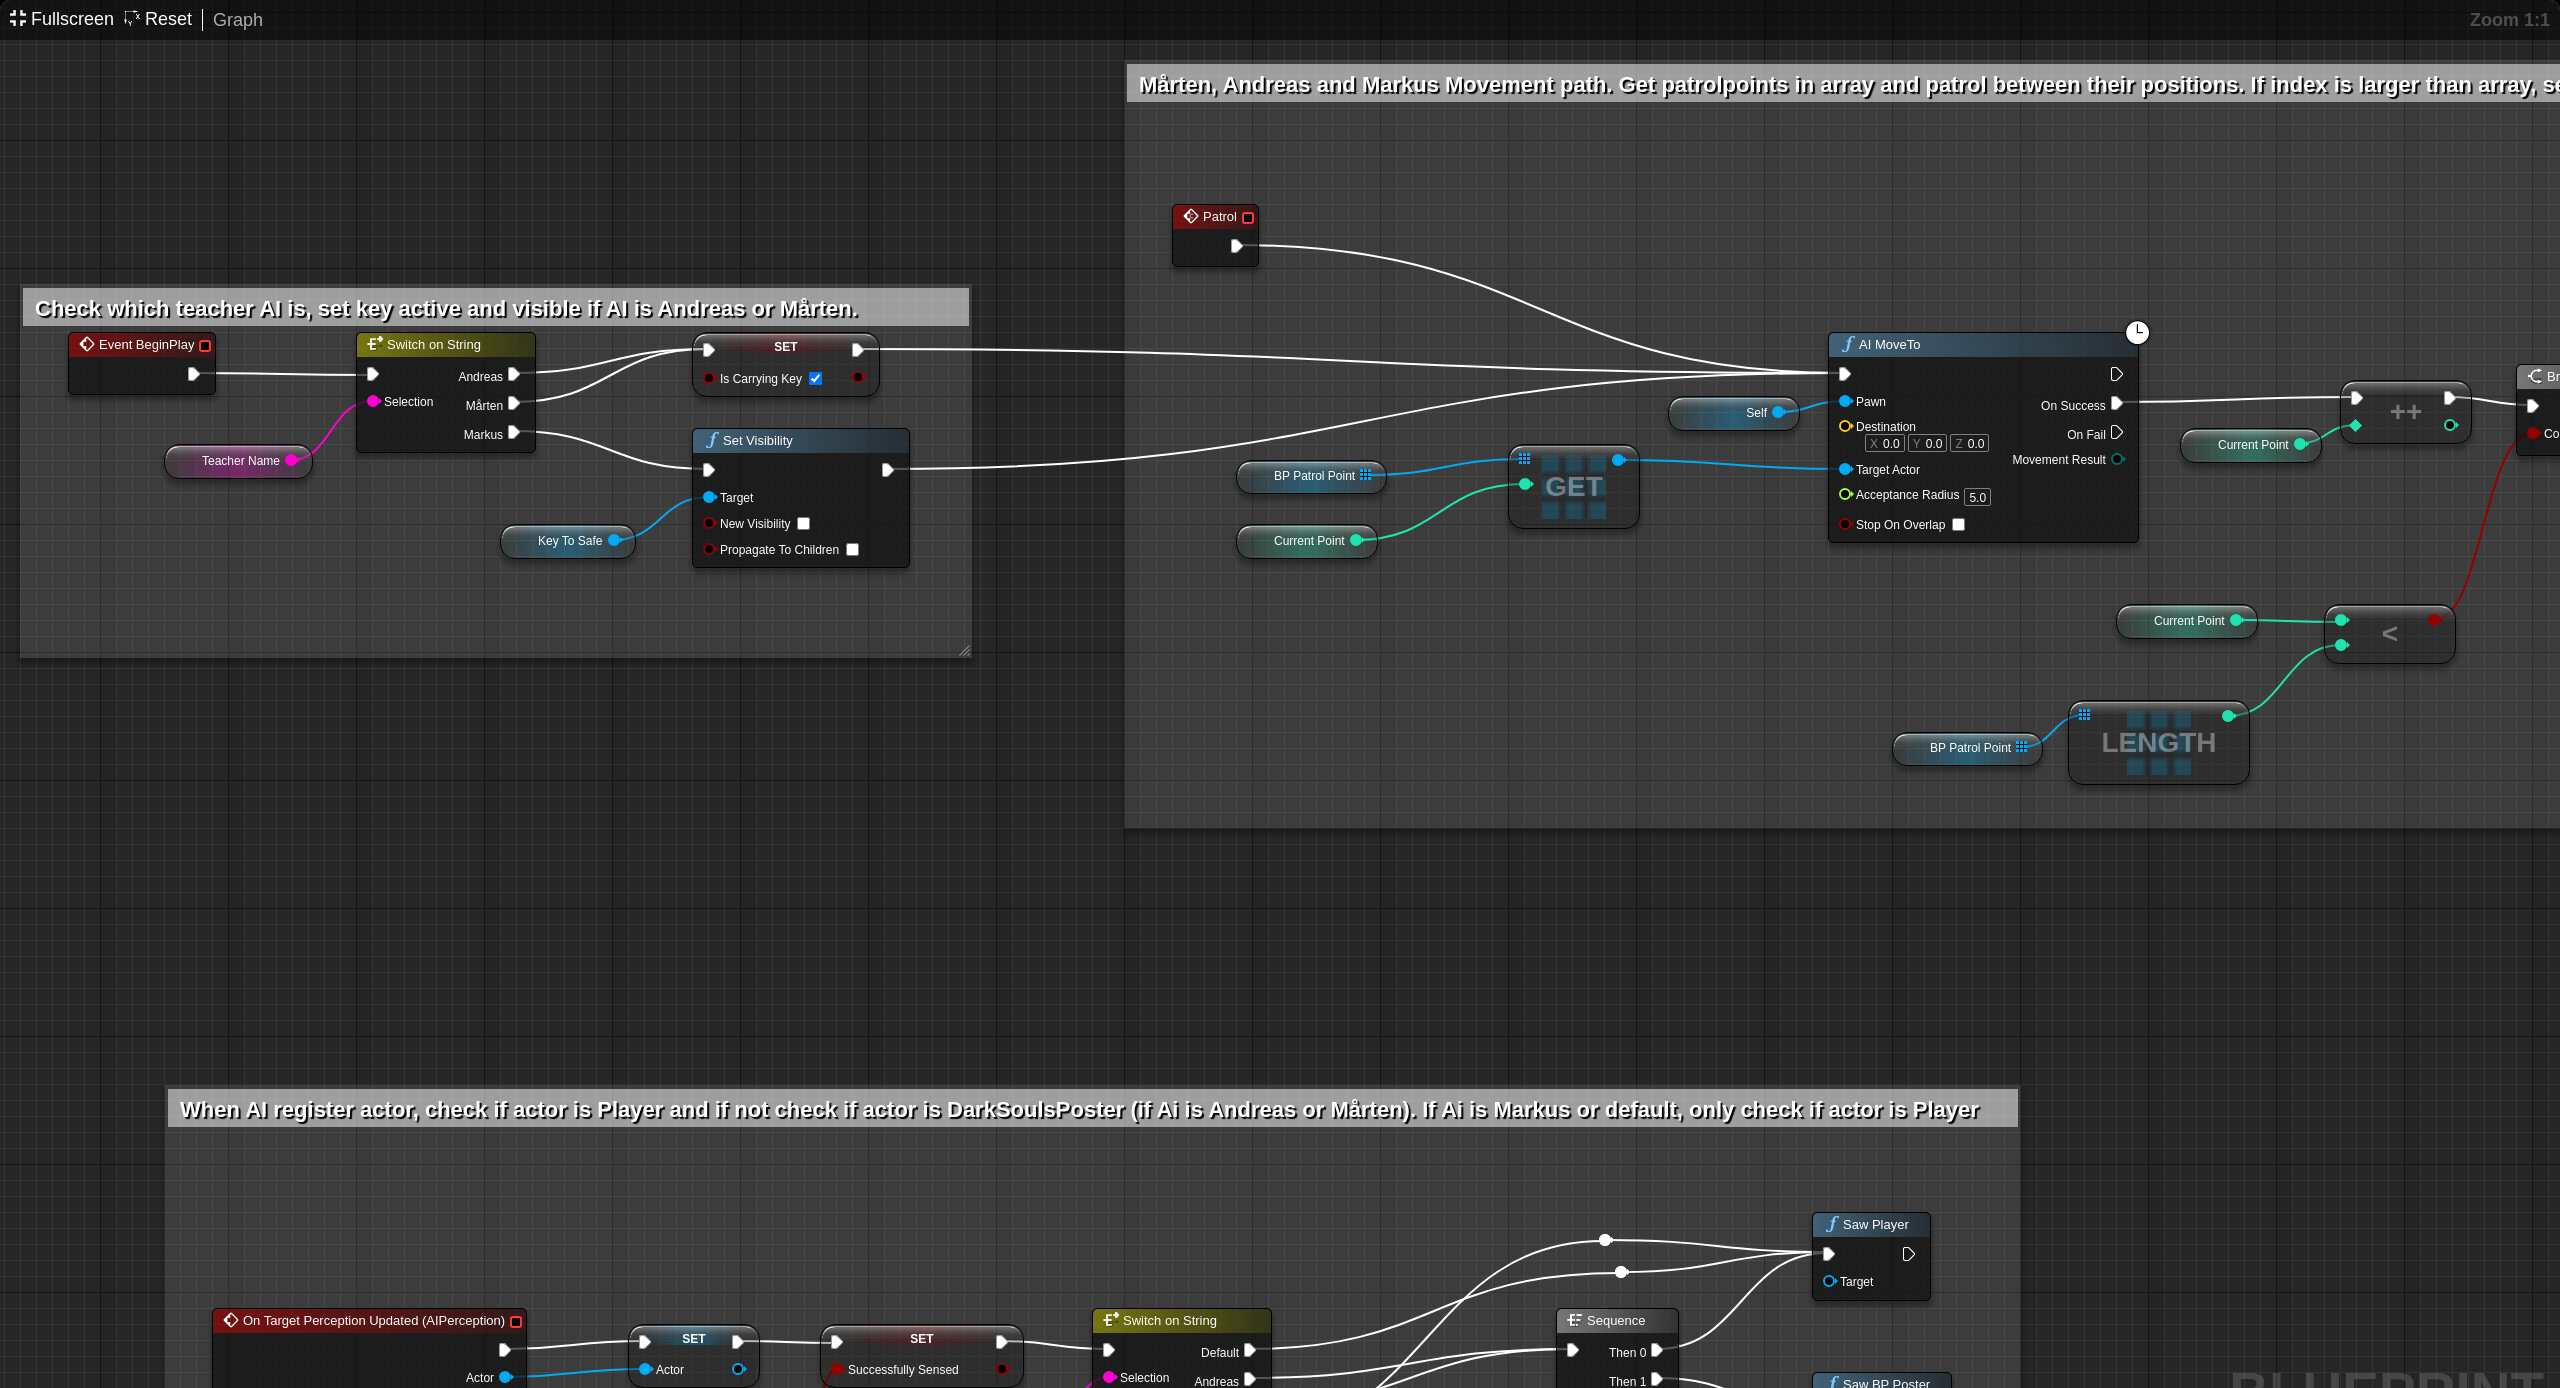 Fullscreen Reset Graph Zoom 1:1
Mårten, Andreas and Markus Movement path. Get patrolpoints in array and patrol between their positions. If index is larger than array, se
Patrol
Check which teacher AI is, set key active and visible if AI is Andreas or Mårten.
Event BeginPlay
Switch on String
Andreas
Selection
Mårten
Markus
Teacher Name
SET
Is Carrying Key
Set Visibility
Target
New Visibility
Propagate To Children
Key To Safe
AI MoveTo
Pawn
On Success
Destination
X 0.0 Y 0.0 Z 0.0
On Fail
Movement Result
Target Actor
Acceptance Radius 5.0
Stop On Overlap
Self
BP Patrol Point
GET
Current Point
++
Current Point
Br
Co
Current Point
<
BP Patrol Point
LENGTH
When AI register actor, check if actor is Player and if not check if actor is DarkSoulsPoster (if Ai is Andreas or Mårten). If Ai is Markus or default, only check if actor is Player
Saw Player
Target
On Target Perception Updated (AIPerception)
Actor
SET
Actor
SET
Successfully Sensed
Switch on String
Default
Selection
Andreas
Sequence
Then 0
Then 1
Saw BP Poster
BLUEPRINT